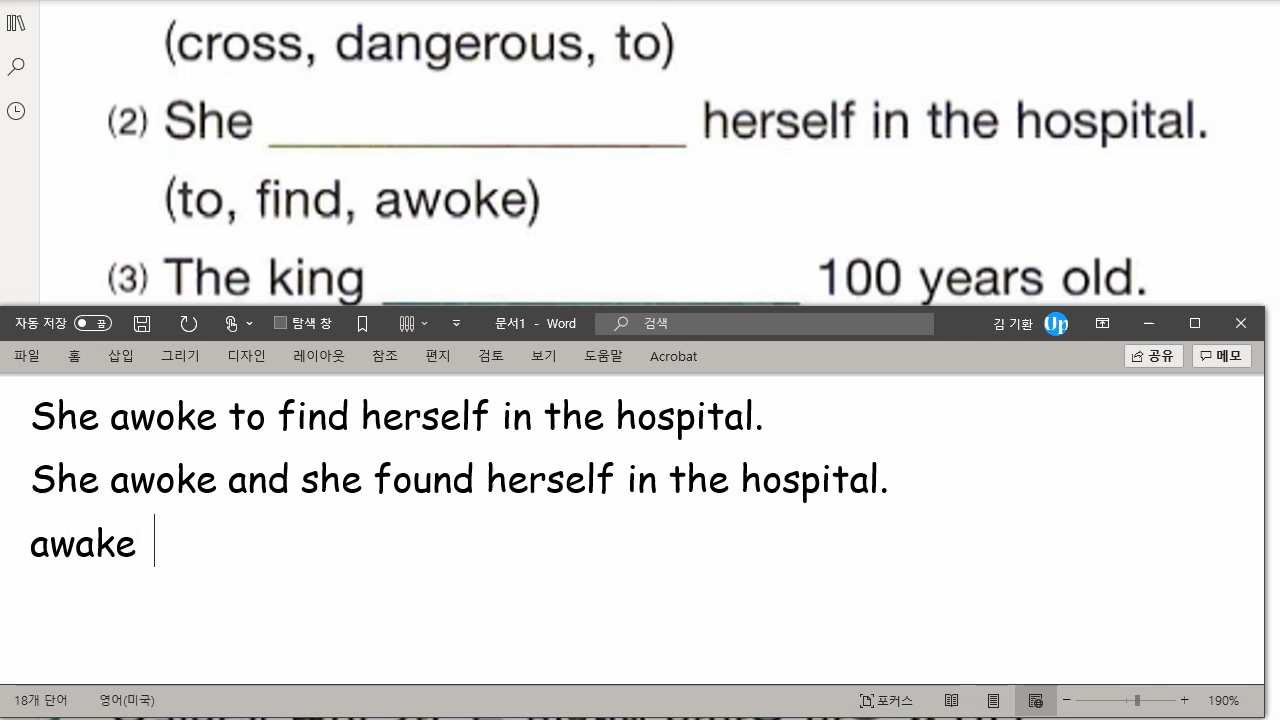 (cross, dangerous, to)
(2) She ________ herself in the hospital.
(to, find, awoke)
(3) The king ________ 100 years old.
자동 저장 끔 탐색 창 문서1 - Word 검색 김 기환 Up
파일 홈 삽입 그리기 디자인 레이아웃 참조 편지 검토 보기 도움말 Acrobat 공유 메모
She awoke to find herself in the hospital.
She awoke and she found herself in the hospital.
awake
18개 단어 영어(미국) 포커스 190%